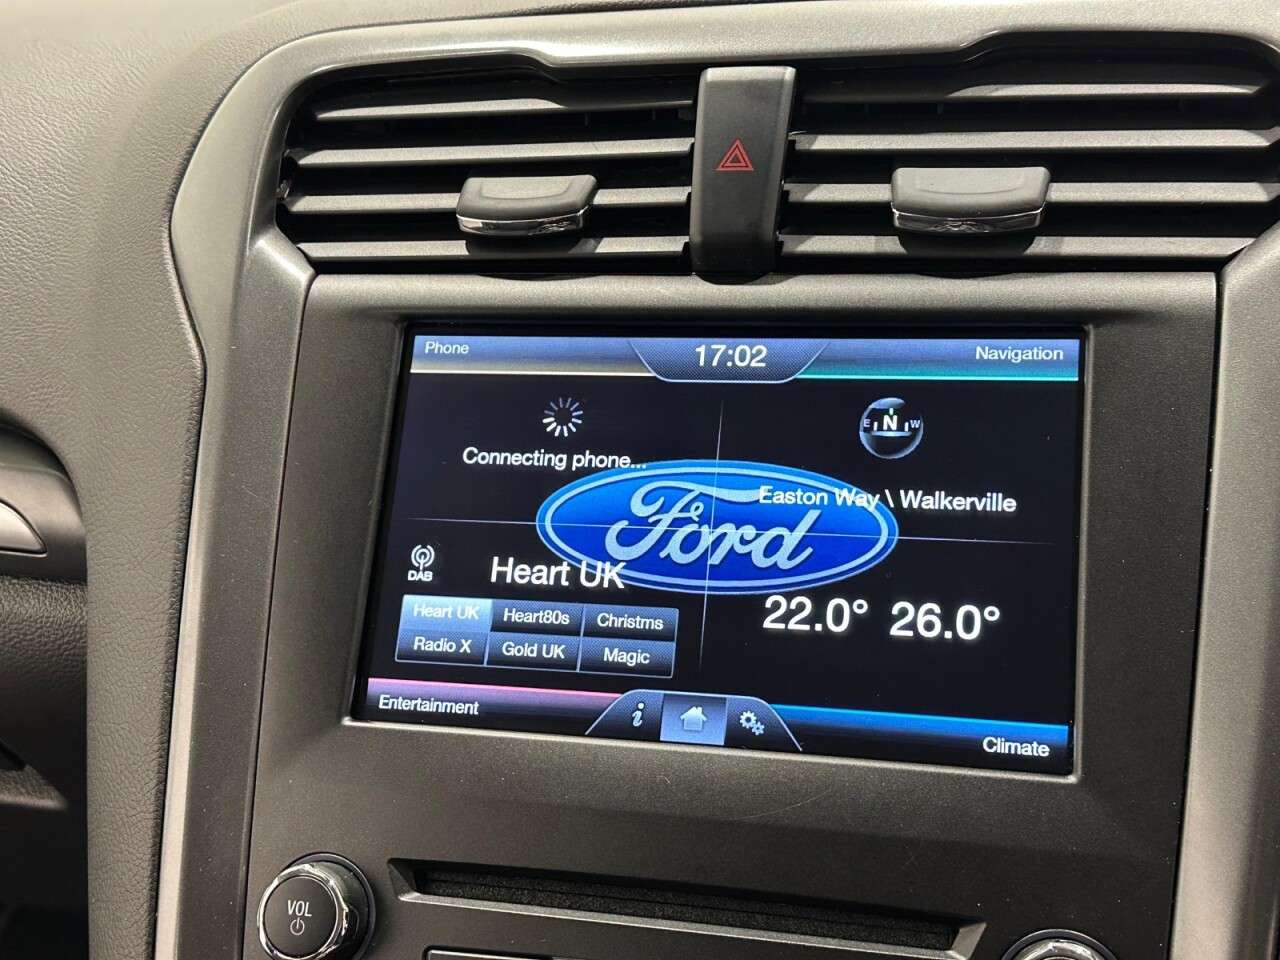 Phone
17:02
Navigation
E N W
Connecting phone...
Easton Way \ Walkerville
Ford
DAB
Heart UK
22.0° 26.0°
Heart UK Heart80s Christms
Radio X Gold UK Magic
Entertainment
i
Climate
VOL